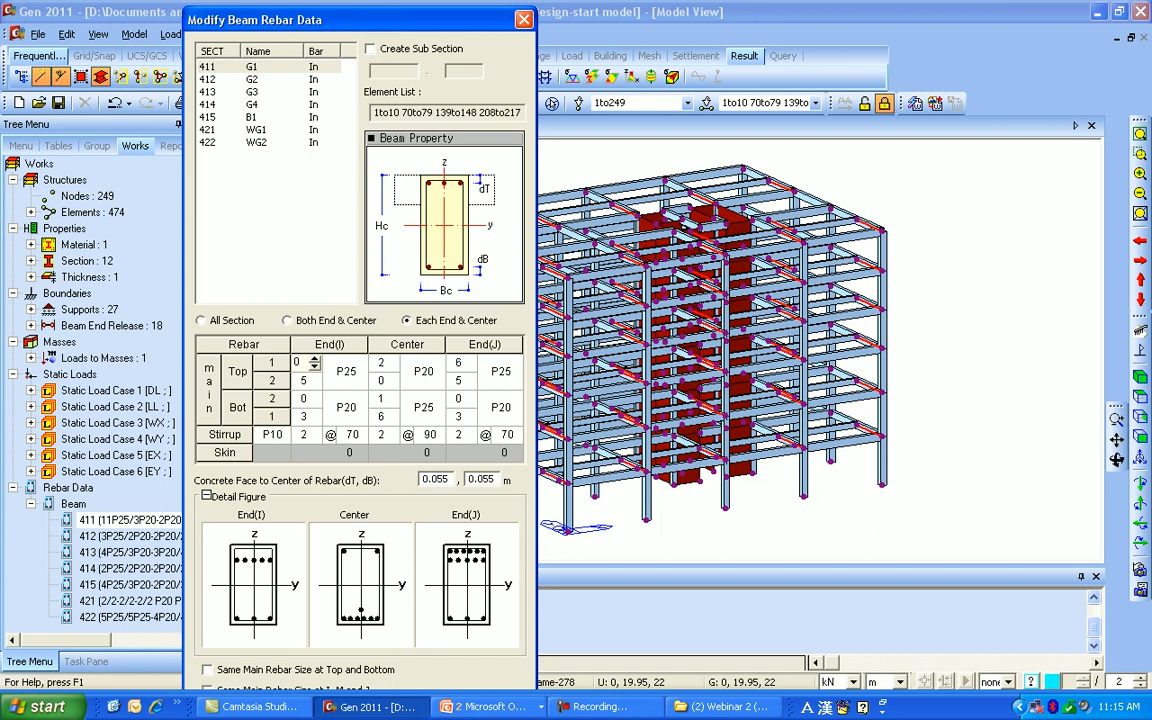 Gen 2011 - [D:\Documents an
esign-start model] - [Model View]
Modify Beam Rebar Data
File Edit View Model Load
Frequentl... Grid/Snap UCS/GCS
Load Building Mesh Settlement Result Query
1to249
1to10 70to79 139to
Tree Menu
Menu Tables Group Works Repo
Works
Structures
Nodes : 249
Elements : 474
Properties
Material : 1
Section : 12
Thickness : 1
Boundaries
Supports : 27
Beam End Release : 18
Masses
Loads to Masses : 1
Static Loads
Static Load Case 1 [DL ; ]
Static Load Case 2 [LL ; ]
Static Load Case 3 [WX ; ]
Static Load Case 4 [WY ; ]
Static Load Case 5 [EX ; ]
Static Load Case 6 [EY ; ]
Rebar Data
Beam
411 (11P25/3P20-2P20
412 (3P25/2P20-2P20/
413 (4P25/3P20-3P20/
414 (2P25/2P20-2P20/
415 (4P25/3P20-2P20/
421 (2/2-2/2-2/2 P20 P
422 (5P25/5P25-4P20/
Tree Menu Task Pane
For Help, press F1
SECT Name Bar
411 G1 In
412 G2 In
413 G3 In
414 G4 In
415 B1 In
421 WG1 In
422 WG2 In
Create Sub Section
-
Element List :
1to10 70to79 139to148 208to217
Beam Property
z
dT
Hc
y
dB
Bc
All Section Both End & Center Each End & Center
Rebar End(I) Center End(J)
main
Top 1 0 P25 2 P20 6 P25
2 5 0 5
Bot 2 0 P20 1 P25 0 P20
1 3 6 3
Stirrup P10 2 @ 70 2 @ 90 2 @ 70
Skin 0 0 0
Concrete Face to Center of Rebar(dT, dB): 0.055 , 0.055 m
Detail Figure
End(I) Center End(J)
z z z
y y y
Same Main Rebar Size at Top and Bottom
Same Main Rebar Size at I, M and J
ame-278 U: 0, 19.95, 22 G: 0, 19.95, 22 kN m none ? / 2
start Camtasia Studi... Gen 2011 - [D:... 2 Microsoft O... Recording... (2) Webinar 2 ... A 漢 ? 11:15 AM